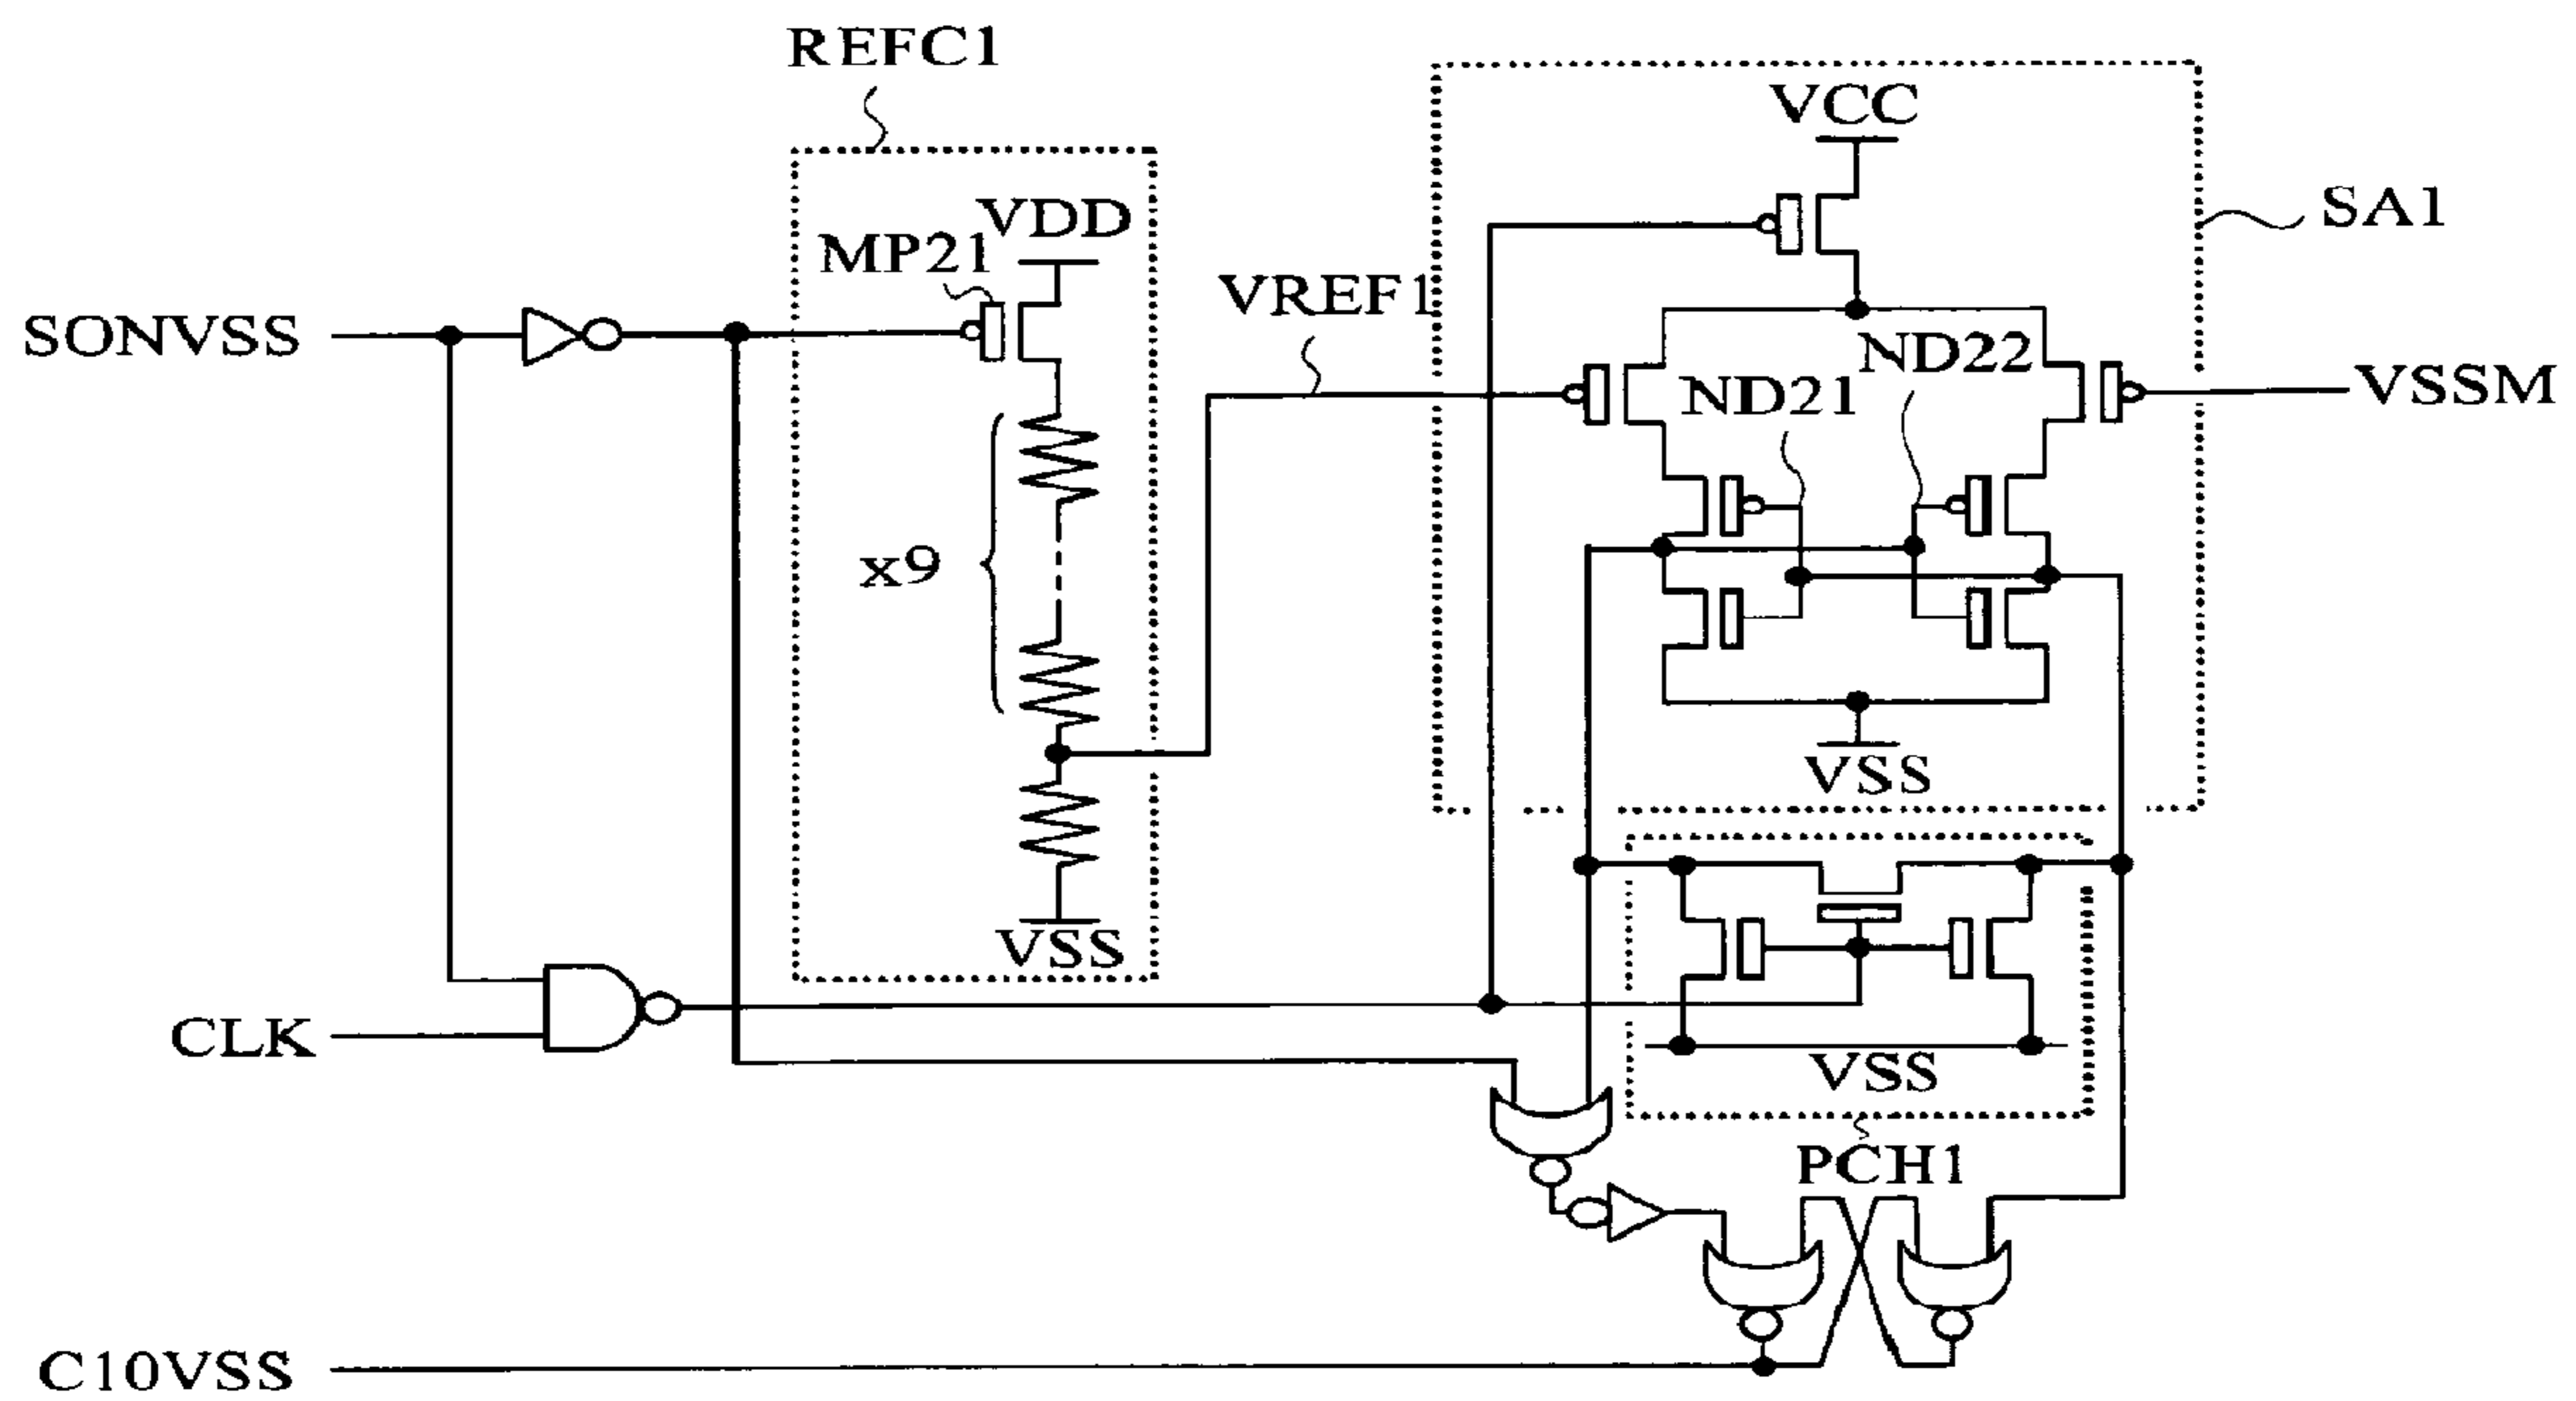 REFC1
VCC
SA1
VDD
MP21
VREF1
SONVSS
ND22
ND21
VSSM
x9
VSS
VSS
CLK
VSS
PCH1
C10VSS